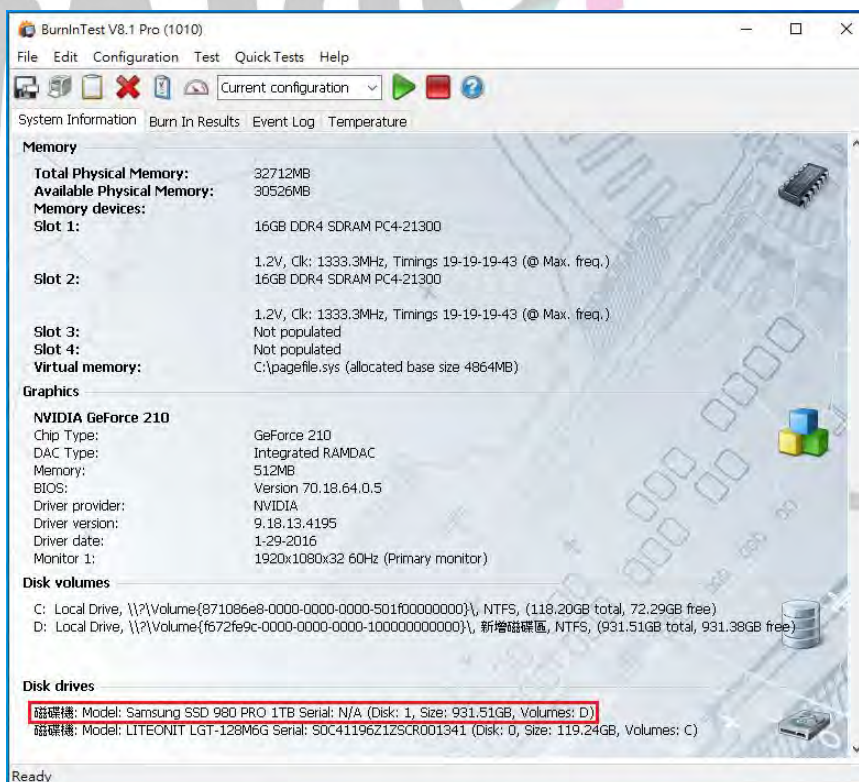 BurnInTest V8.1 Pro (1010)
File Edit Configuration Test Quick Tests Help
Current configuration
System Information Burn In Results Event Log Temperature
Memory
Total Physical Memory: 32712MB
Available Physical Memory: 30526MB
Memory devices:
Slot 1: 16GB DDR4 SDRAM PC4-21300
1.2V, Clk: 1333.3MHz, Timings 19-19-19-43 (@ Max. freq.)
Slot 2: 16GB DDR4 SDRAM PC4-21300
1.2V, Clk: 1333.3MHz, Timings 19-19-19-43 (@ Max. freq.)
Slot 3: Not populated
Slot 4: Not populated
Virtual memory: C:\pagefile.sys (allocated base size 4864MB)
Graphics
NVIDIA GeForce 210
Chip Type: GeForce 210
DAC Type: Integrated RAMDAC
Memory: 512MB
BIOS: Version 70.18.64.0.5
Driver provider: NVIDIA
Driver version: 9.18.13.4195
Driver date: 1-29-2016
Monitor 1: 1920x1080x32 60Hz (Primary monitor)
Disk volumes
C: Local Drive, \\?\Volume{871086e8-0000-0000-0000-501f00000000}\, NTFS, (118.20GB total, 72.29GB free)
D: Local Drive, \\?\Volume{f672fe9c-0000-0000-0000-100000000000}\, 新增磁碟區, NTFS, (931.51GB total, 931.38GB free)
Disk drives
磁碟機: Model: Samsung SSD 980 PRO 1TB Serial: N/A (Disk: 1, Size: 931.51GB, Volumes: D)
磁碟機: Model: LITEONIT LGT-128M6G Serial: S0C41196Z1ZSCR001341 (Disk: 0, Size: 119.24GB, Volumes: C)
Ready